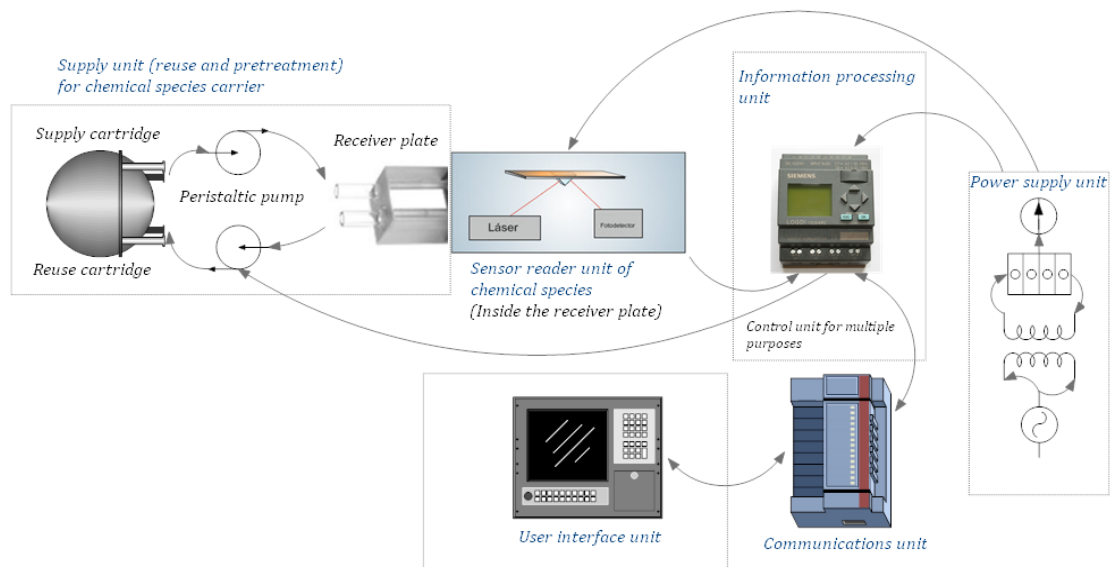 Supply unit (reuse and pretreatment)
for chemical species carrier
Supply cartridge
Receiver plate
Peristaltic pump
Reuse cartridge
Láser
Fotodetector
Sensor reader unit of
chemical species
(Inside the receiver plate)
Information processing
unit
SIEMENS
Control unit for multiple
purposes
Power supply unit
User interface unit
Communications unit